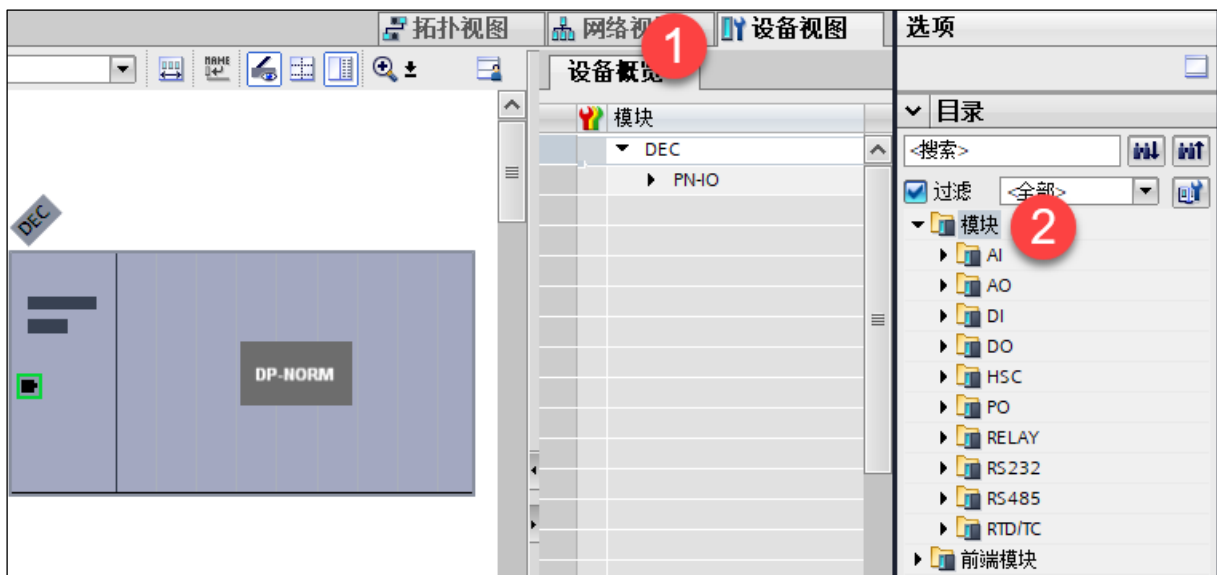 拓扑视图 网络视 1 设备视图 选项
NAME
设备概览
目录
模块
<搜索>
DEC
PN-IO
过滤 <全部>
模块 2
DEC
AI
AO
DI
DO
DP-NORM
HSC
PO
RELAY
RS232
RS485
RTD/TC
前端模块